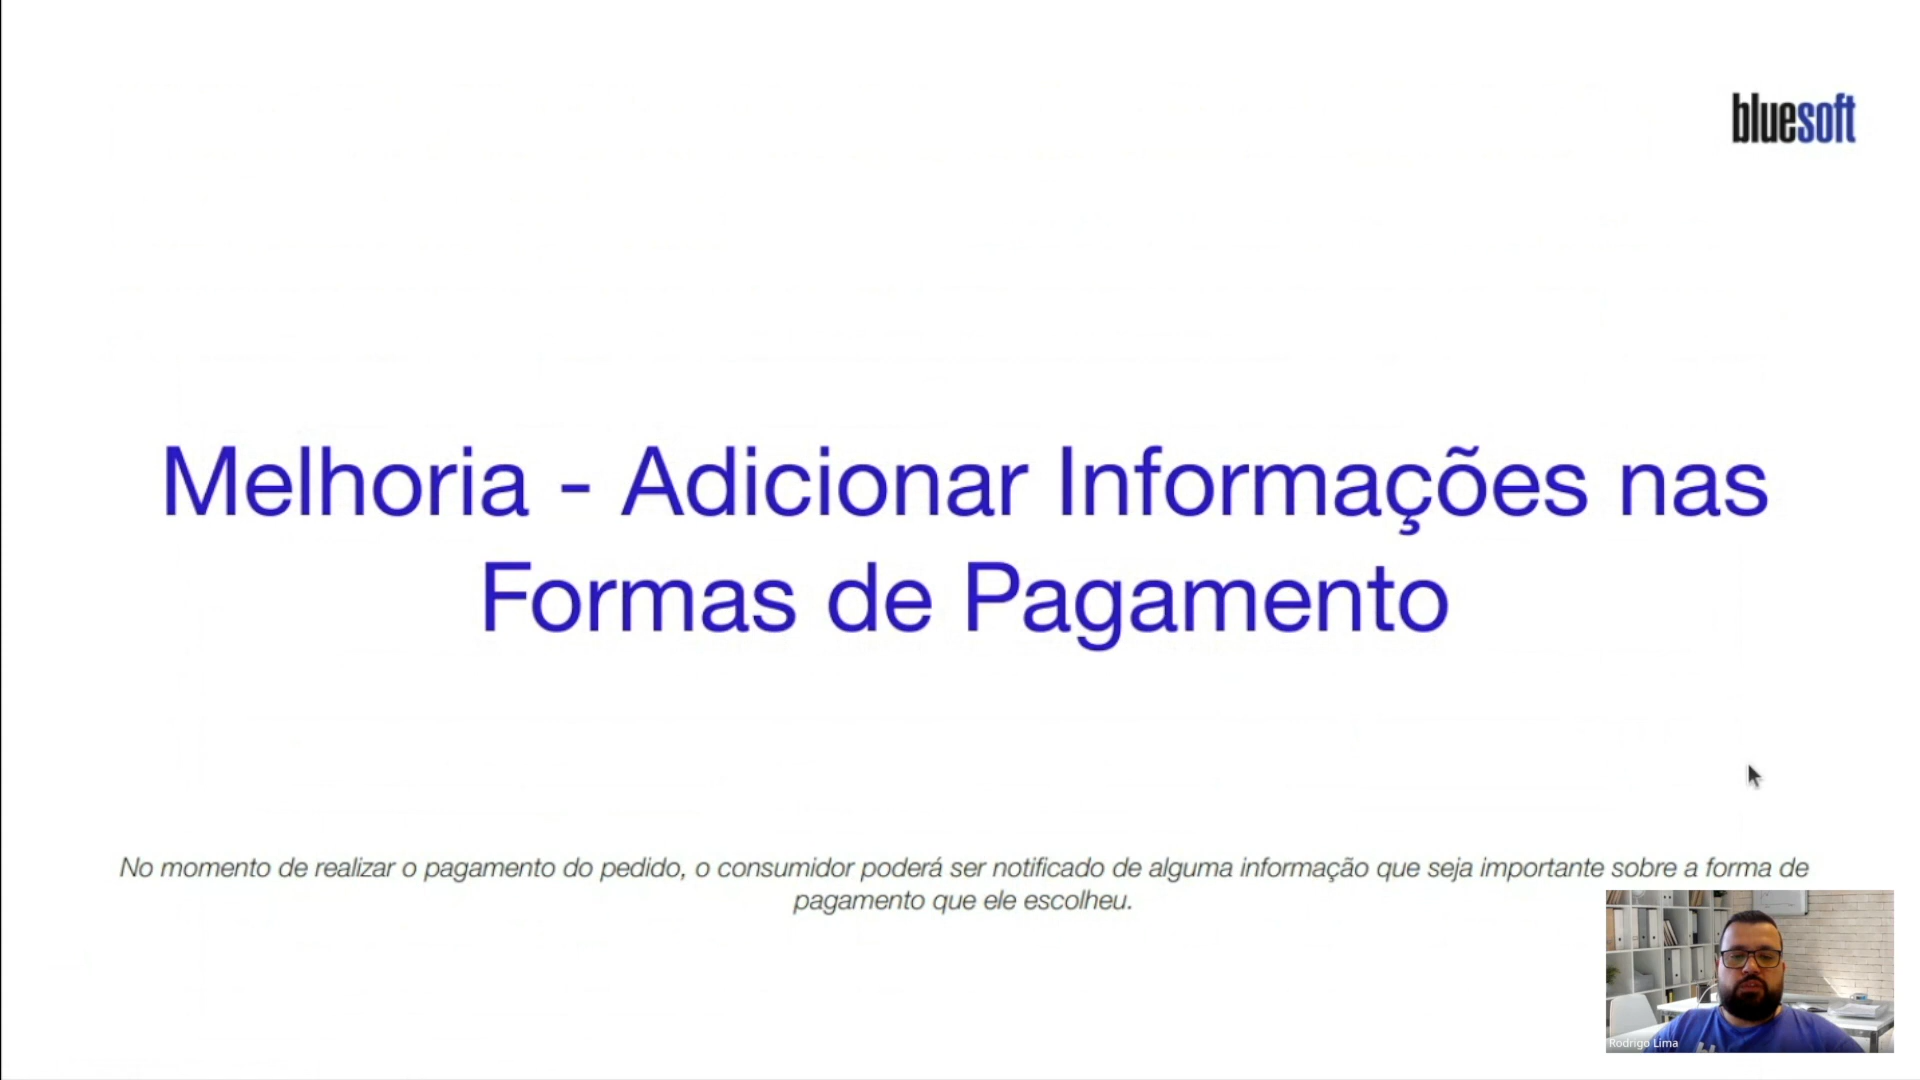 bluesoft
Melhoria - Adicionar Informações nas
Formas de Pagamento
No momento de realizar o pagamento do pedido, o consumidor poderá ser notificado de alguma informação que seja importante sobre a forma de
pagamento que ele escolheu.
Rodrigo Lima